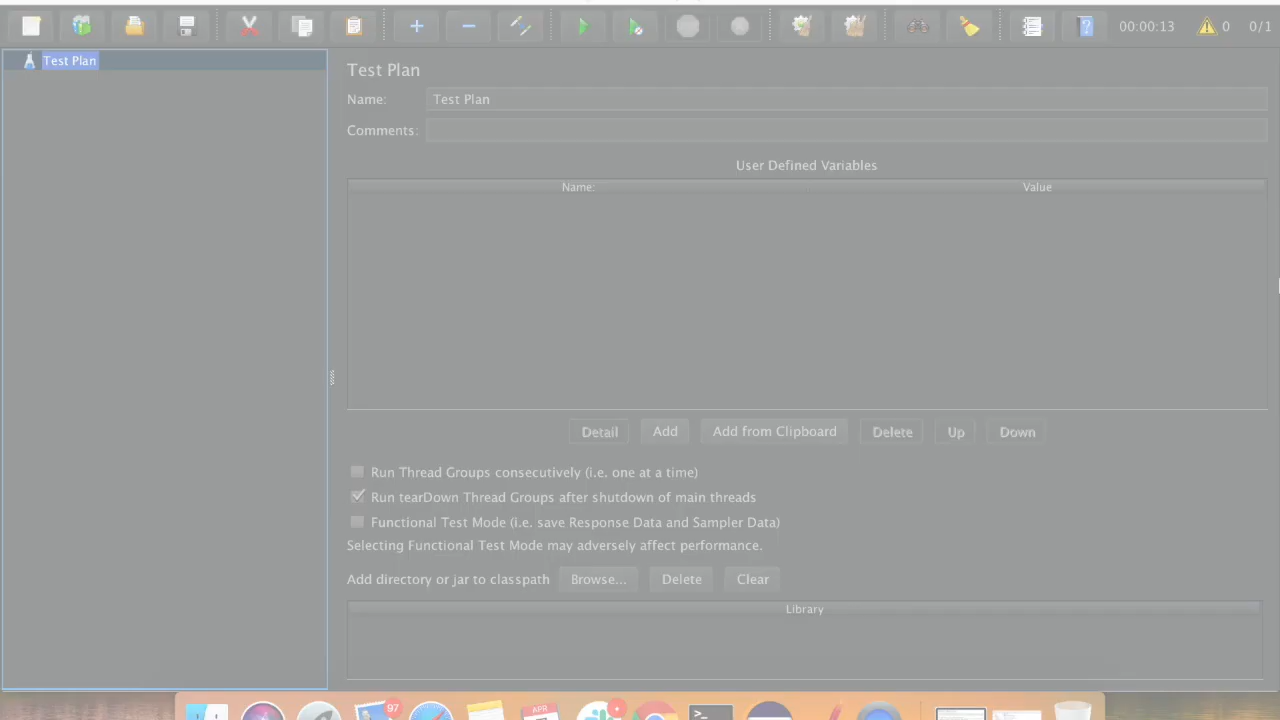 00:00:13 0 0/1
Test Plan
Test Plan
Name: Test Plan
Comments:
User Defined Variables
Name: Value
Detail Add Add from Clipboard Delete Up Down
Run Thread Groups consecutively (i.e. one at a time)
Run tearDown Thread Groups after shutdown of main threads
Functional Test Mode (i.e. save Response Data and Sampler Data)
Selecting Functional Test Mode may adversely affect performance.
Add directory or jar to classpath Browse... Delete Clear
Library
97 APR